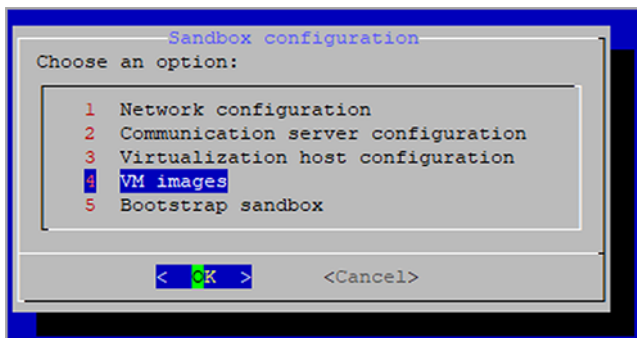 Sandbox configuration
Choose an option:
1 Network configuration
2 Communication server configuration
3 Virtualization host configuration
4 VM images
5 Bootstrap sandbox
< OK > <Cancel>